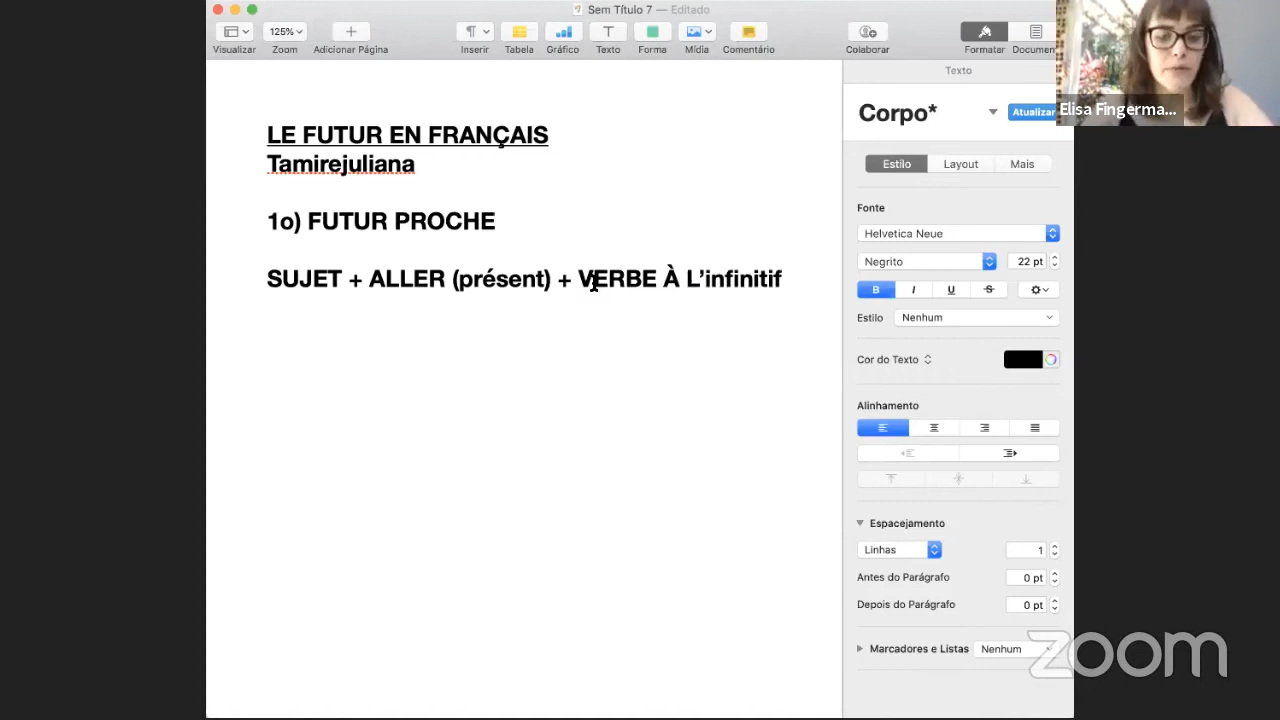 Sem Título 7 — Editado
125%
Visualizar Zoom Adicionar Página Inserir Tabela Gráfico Texto Forma Mídia Comentário Colaborar Formatar Documen
Texto
Elisa Fingerma...
Corpo* Atualizar
Estilo Layout Mais
LE FUTUR EN FRANÇAIS
Tamirejuliana
1o) FUTUR PROCHE
SUJET + ALLER (présent) + VERBE À L’infinitif
Fonte
Helvetica Neue
Negrito 22 pt
B I U S
Estilo Nenhum
Cor do Texto
Alinhamento
Espacejamento
Linhas 1
Antes do Parágrafo 0 pt
Depois do Parágrafo 0 pt
Marcadores e Listas Nenhum
zoom